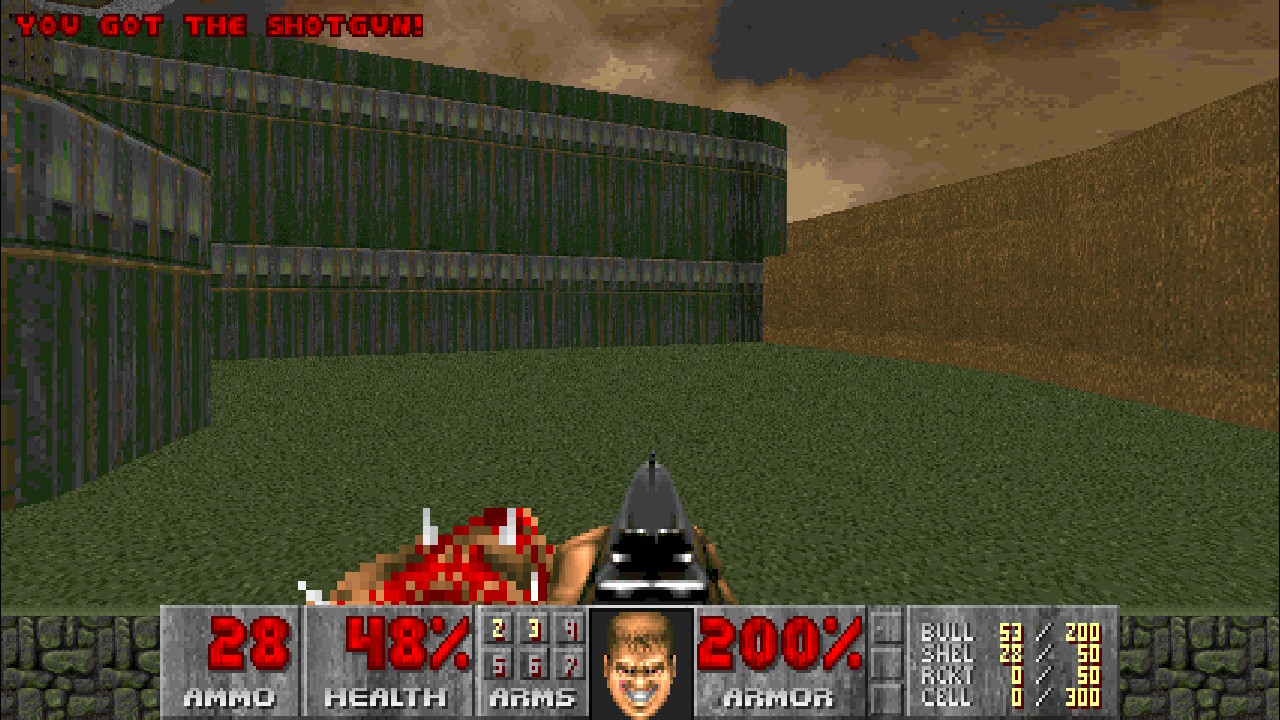 YOU GOT THE SHOTGUN!
28 48% 2 3 4 200% BULL 53 / 200
5 6 7 SHEL 28 / 50
RCKT 0 / 50
AMMO HEALTH ARMS ARMOR CELL 0 / 300